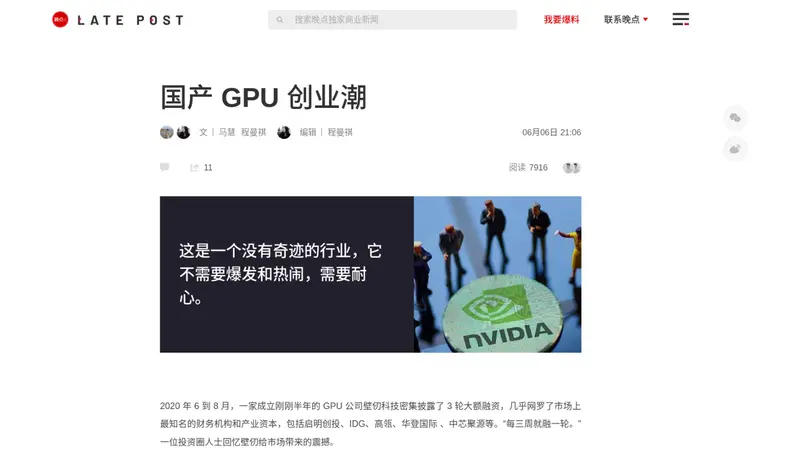 晚点
LATE POST
搜索晚点独家商业新闻
我要爆料
联系晚点
国产 GPU 创业潮
文 | 马慧 程曼祺
编辑 | 程曼祺
06月06日 21:06
11
阅读 7916
这是一个没有奇迹的行业，它
不需要爆发和热闹，需要耐
心。
NVIDIA
2020 年 6 到 8 月，一家成立刚刚半年的 GPU 公司壁仞科技密集披露了 3 轮大额融资，几乎网罗了市场上
最知名的财务机构和产业资本，包括启明创投、IDG、高瓴、华登国际 、中芯聚源等。“每三周就融一轮。”
一位投资圈人士回忆壁仞给市场带来的震撼。